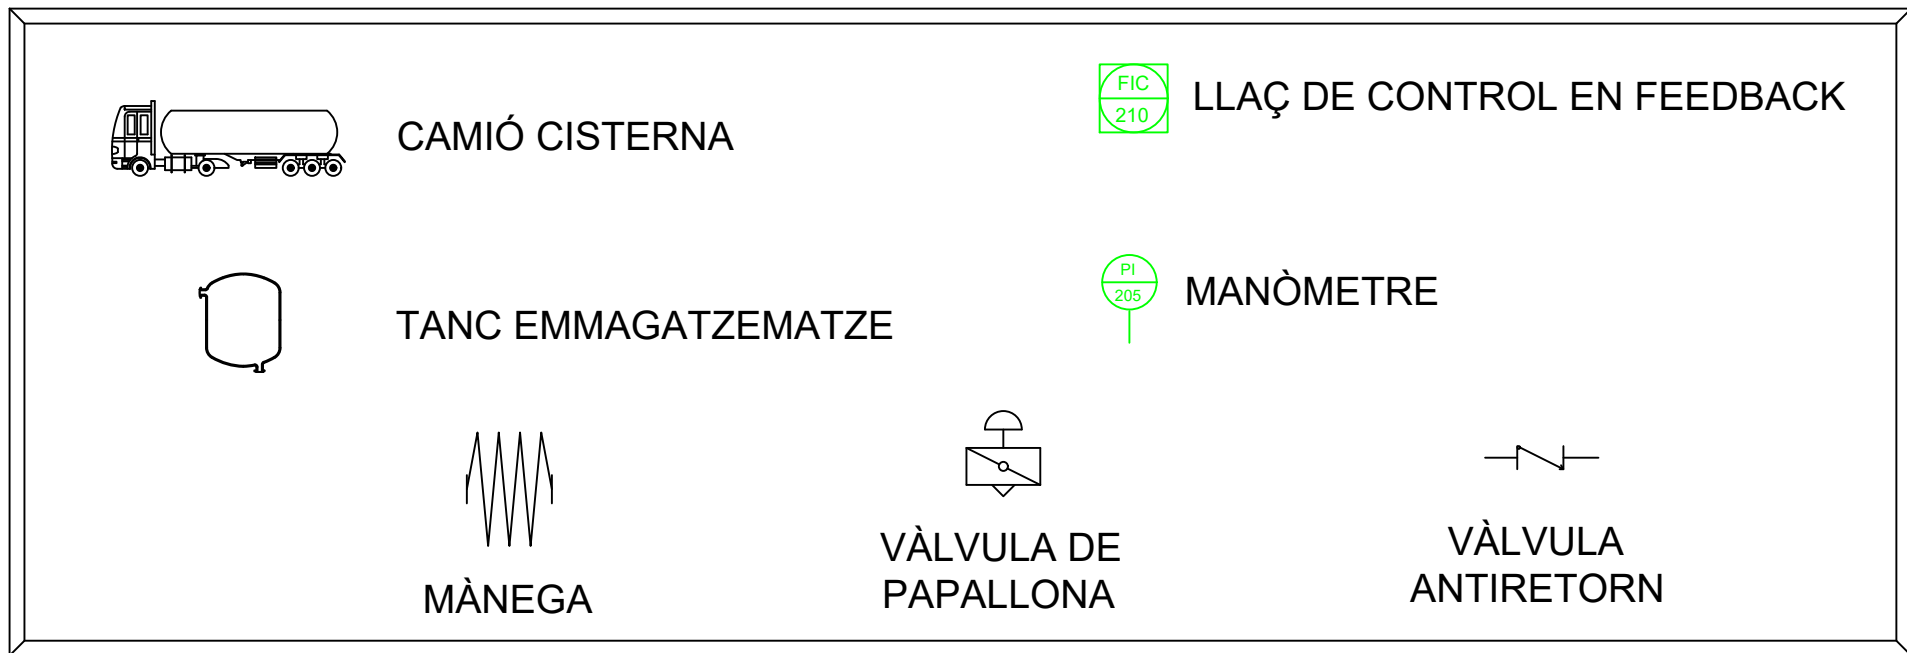 FIC
210
LLAÇ DE CONTROL EN FEEDBACK
CAMIÓ CISTERNA
PI
205
MANÒMETRE
TANC EMMAGATZEMATZE
MÀNEGA
VÀLVULA DE
PAPALLONA
VÀLVULA
ANTIRETORN